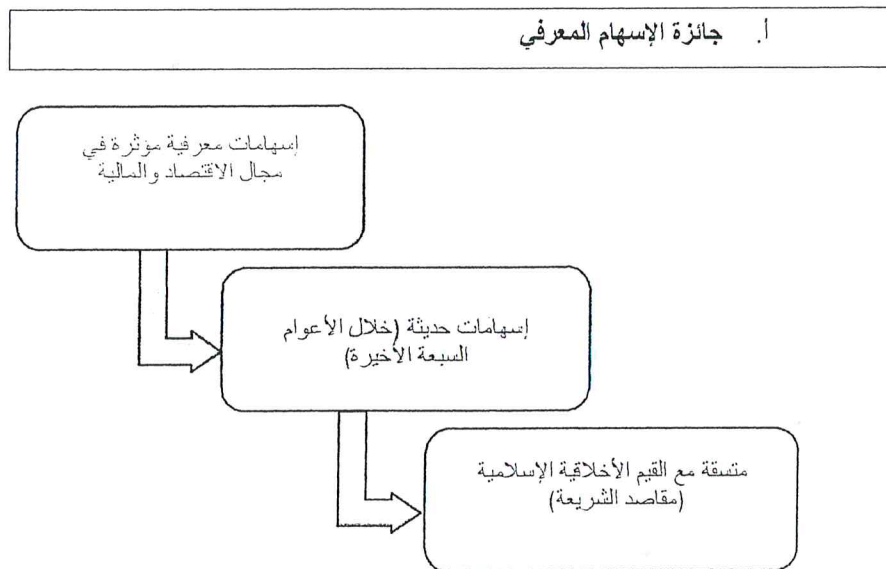 أ. جائزة الإسهام المعرفي
إسهامات معرفية مؤثرة في
مجال الاقتصاد والمالية
إسهامات حديثة (خلال الأعوام
السبعة الأخيرة)
متسقة مع القيم الأخلاقية الإسلامية
(مقاصد الشريعة)